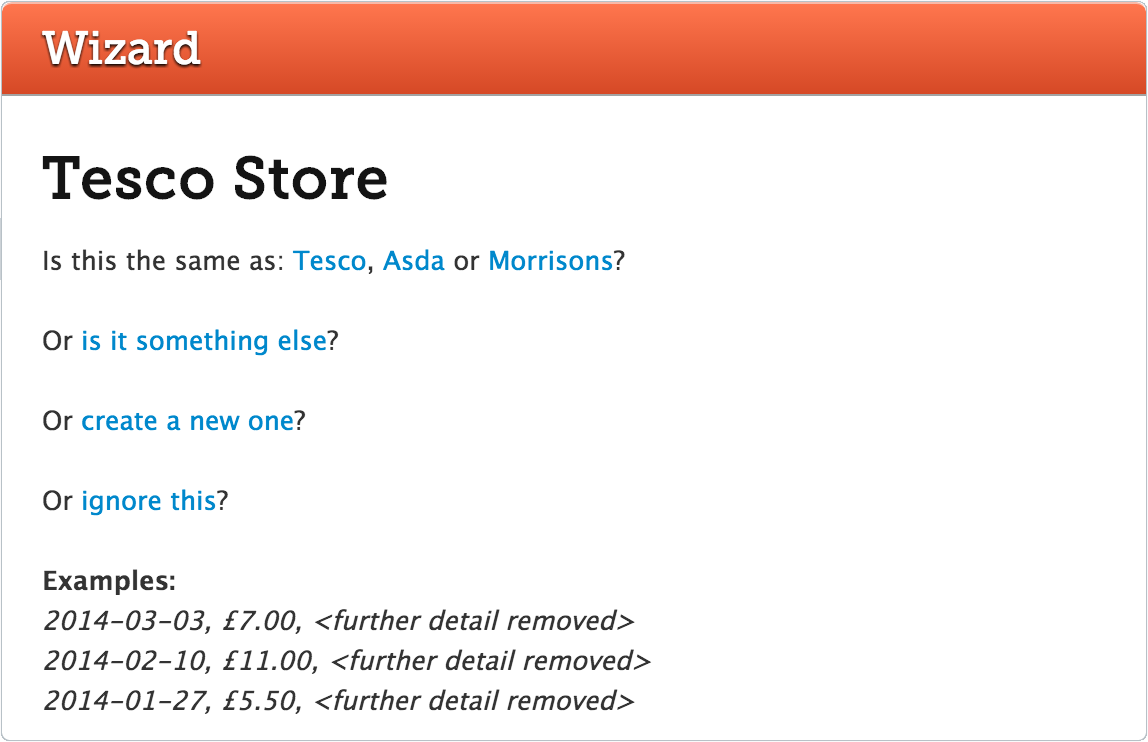 Wizard
Tesco Store
Is this the same as: Tesco, Asda or Morrisons?
Or is it something else?
Or create a new one?
Or ignore this?
Examples:
2014-03-03, £7.00, <further detail removed>
2014-02-10, £11.00, <further detail removed>
2014-01-27, £5.50, <further detail removed>